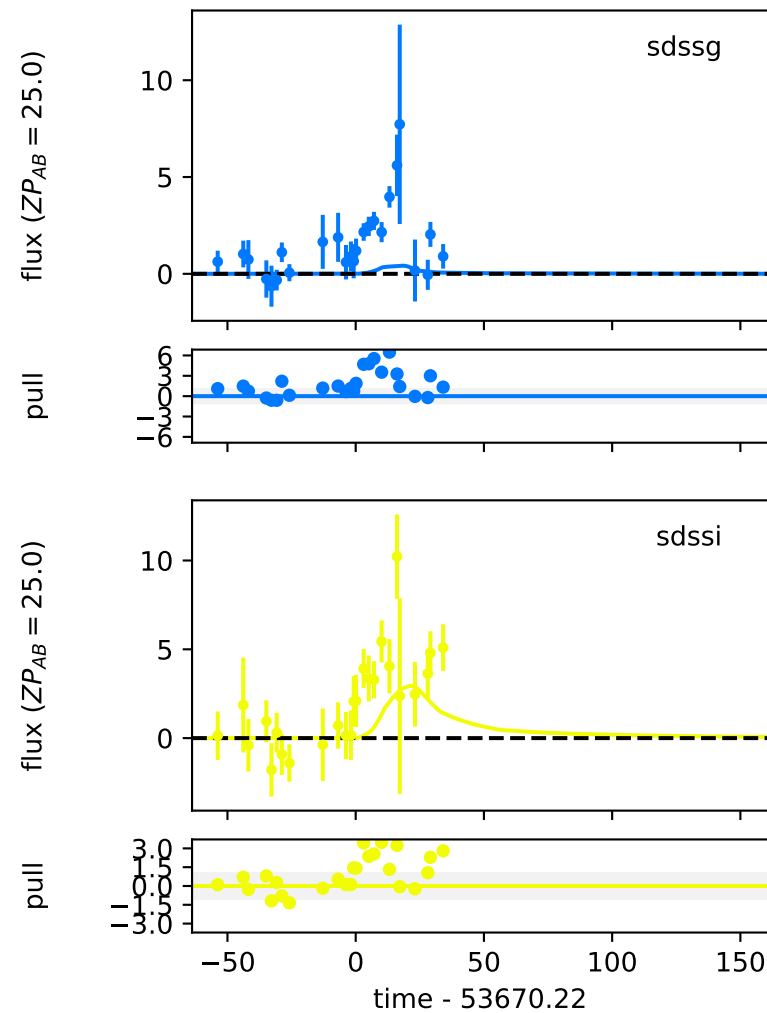 sdssg
flux (ZP_AB = 25.0)
10
5
0
pull
6
3
0
−3
−6
sdssi
flux (ZP_AB = 25.0)
10
5
0
pull
3.0
1.5
0.0
−1.5
−3.0
−50 0 50 100 150
time - 53670.22